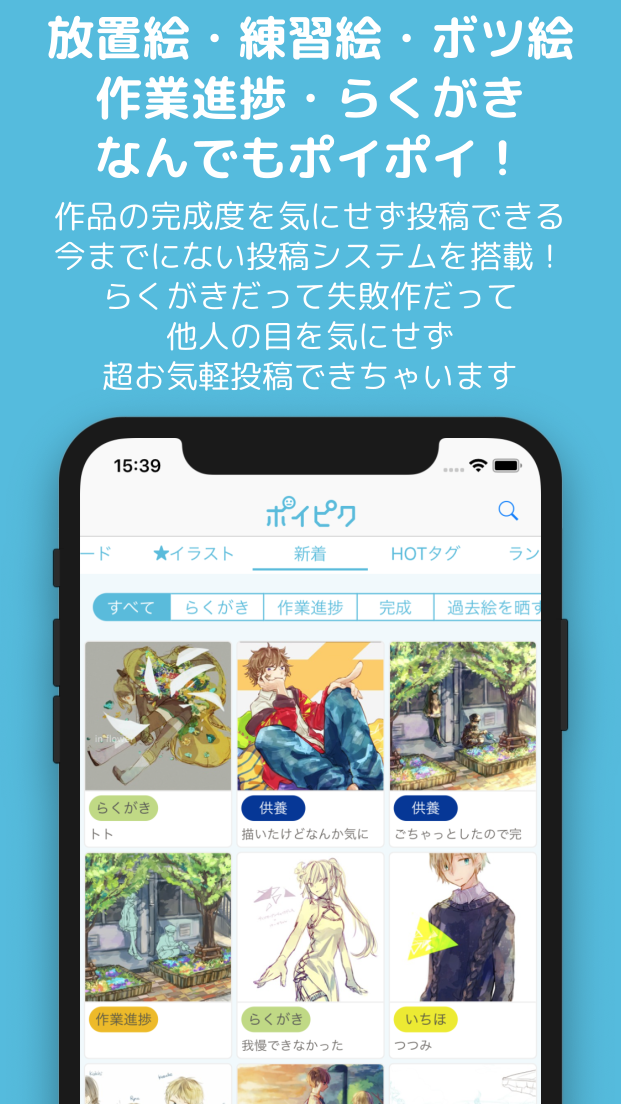 放置絵・練習絵・ボツ絵
作業進捗・らくがき
なんでもポイポイ！
作品の完成度を気にせず投稿できる
今までにない投稿システムを搭載！
らくがきだって失敗作だって
他人の目を気にせず
超お気軽投稿できちゃいます
15:39
ポイピク
ード ★イラスト 新着 HOTタグ ラン
すべて らくがき 作業進捗 完成 過去絵を晒す
らくがき 供養 供養
トト 描いたけどなんか気に ごちゃっとしたので完
作業進捗 らくがき いちほ
我慢できなかった つつみ